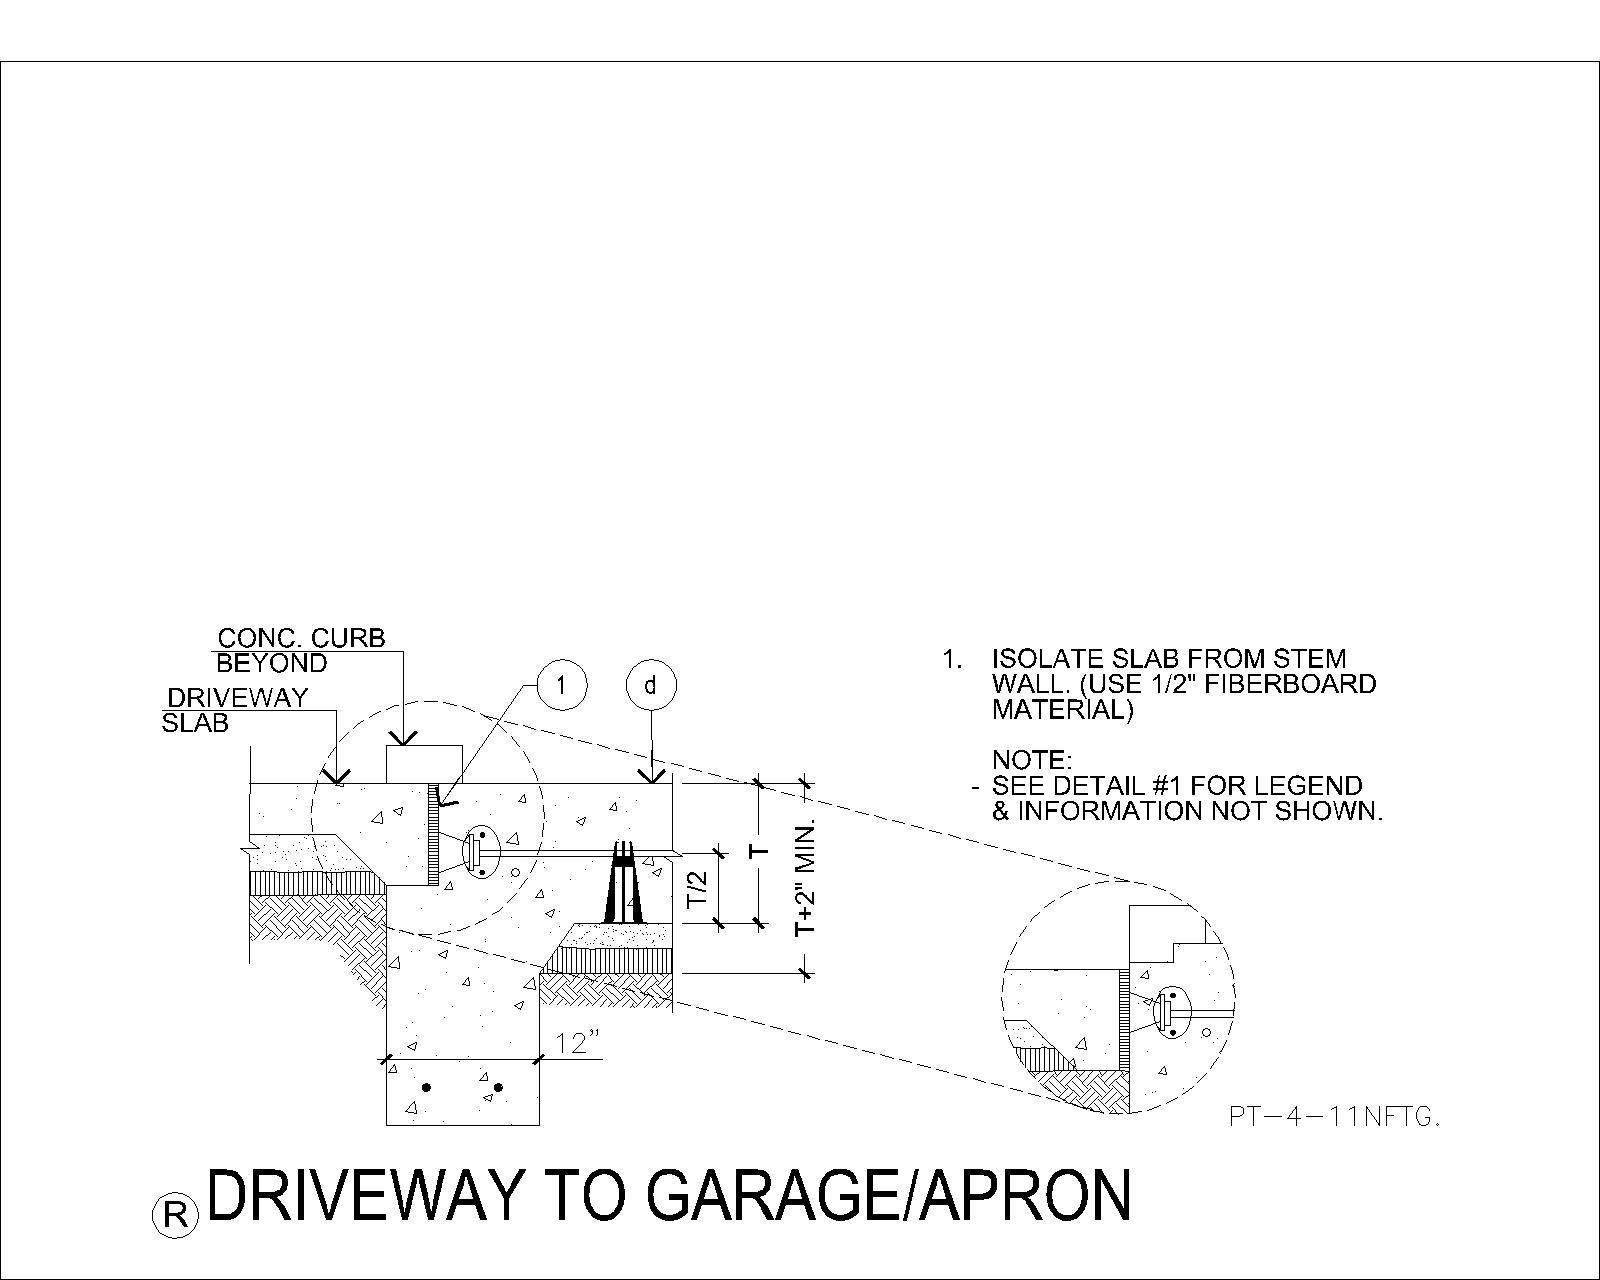 CONC. CURB
BEYOND
DRIVEWAY
SLAB
1
d
1. ISOLATE SLAB FROM STEM
WALL. (USE 1/2" FIBERBOARD
MATERIAL)
NOTE:
- SEE DETAIL #1 FOR LEGEND
& INFORMATION NOT SHOWN.
T/2
T
T+2" MIN.
12”
PT-4-11NFTG.
R DRIVEWAY TO GARAGE/APRON